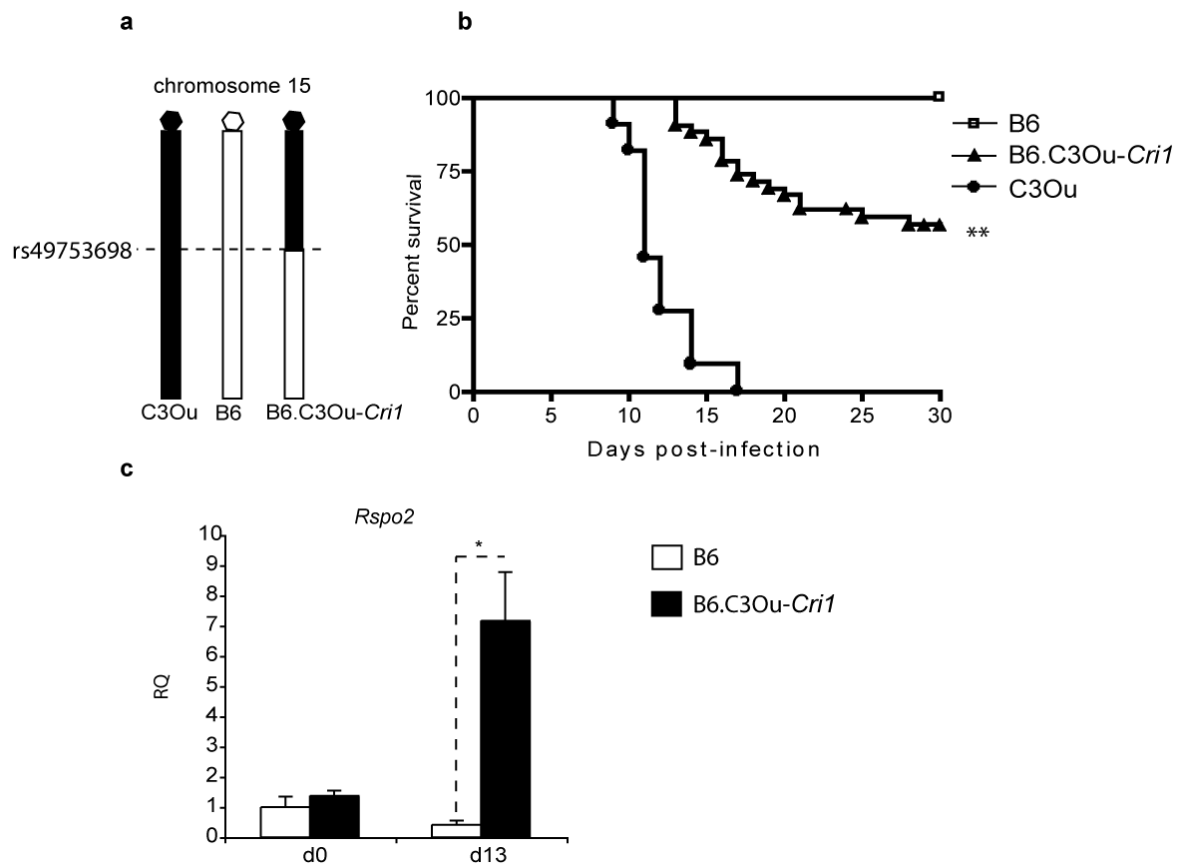 a
chromosome 15
rs49753698
C3Ou B6 B6.C3Ou-Cri1
b
100
75
50
25
0
Percent survival
0 5 10 15 20 25 30
Days post-infection
B6
B6.C3Ou-Cri1
C3Ou
**
c
Rspo2
10
9
8
7
6
5
4
3
2
1
0
RQ
*
d0 d13
B6
B6.C3Ou-Cri1